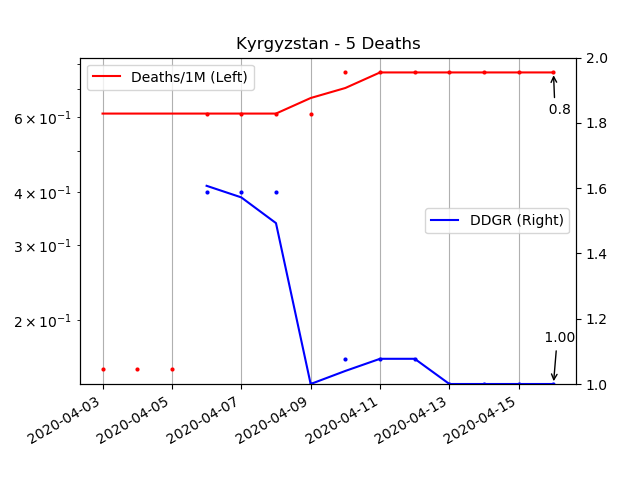 Kyrgyzstan - 5 Deaths
Deaths/1M (Left)
DDGR (Right)
0.8
1.00
6 × 10⁻¹
4 × 10⁻¹
3 × 10⁻¹
2 × 10⁻¹
2.0
1.8
1.6
1.4
1.2
1.0
2020-04-03
2020-04-05
2020-04-07
2020-04-09
2020-04-11
2020-04-13
2020-04-15